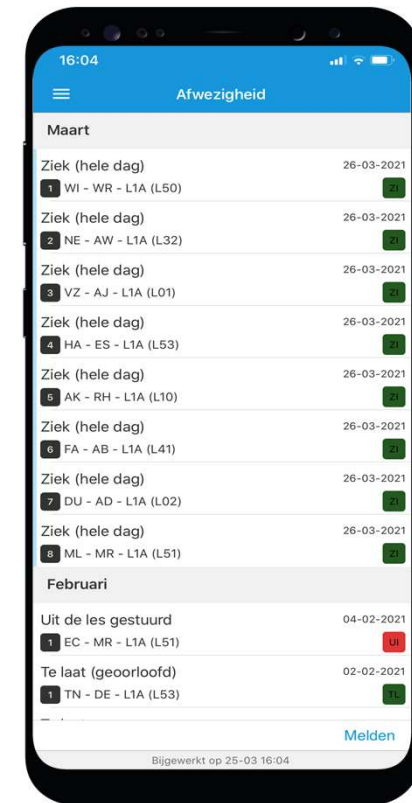 16:04
Afwezigheid
Maart
Ziek (hele dag) 26-03-2021
1 WI - WR - L1A (L50) ZI
Ziek (hele dag) 26-03-2021
2 NE - AW - L1A (L32) ZI
Ziek (hele dag) 26-03-2021
3 VZ - AJ - L1A (L01) ZI
Ziek (hele dag) 26-03-2021
4 HA - ES - L1A (L53) ZI
Ziek (hele dag) 26-03-2021
5 AK - RH - L1A (L10) ZI
Ziek (hele dag) 26-03-2021
6 FA - AB - L1A (L41) ZI
Ziek (hele dag) 26-03-2021
7 DU - AD - L1A (L02) ZI
Ziek (hele dag) 26-03-2021
8 ML - MR - L1A (L51) ZI
Februari
Uit de les gestuurd 04-02-2021
1 EC - MR - L1A (L51) UI
Te laat (geoorloofd) 02-02-2021
1 TN - DE - L1A (L53) TL
Melden
Bijgewerkt op 25-03 16:04